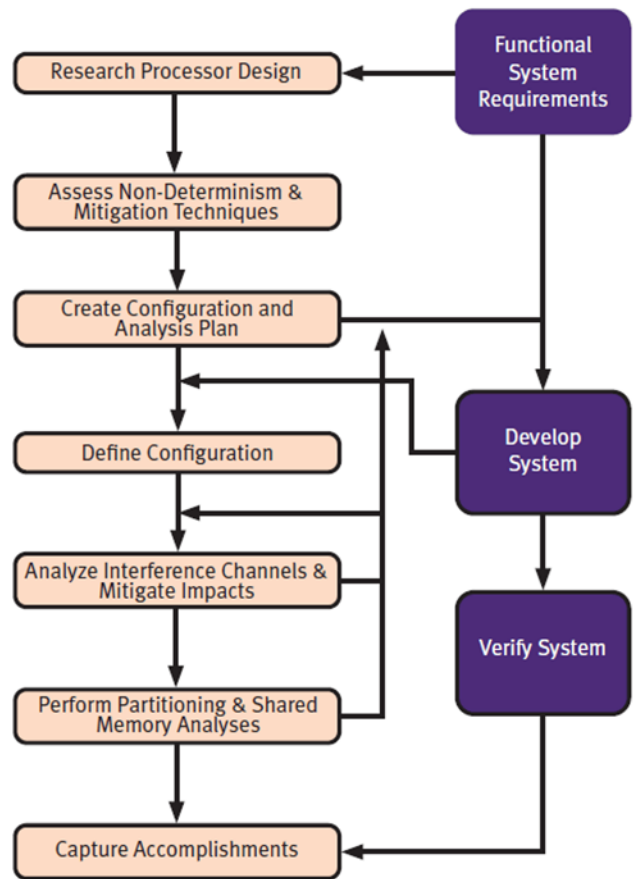 Functional
System
Requirements
Research Processor Design
Assess Non-Determinism &
Mitigation Techniques
Create Configuration and
Analysis Plan
Define Configuration
Develop
System
Analyze Interference Channels &
Mitigate Impacts
Verify System
Perform Partitioning & Shared
Memory Analyses
Capture Accomplishments